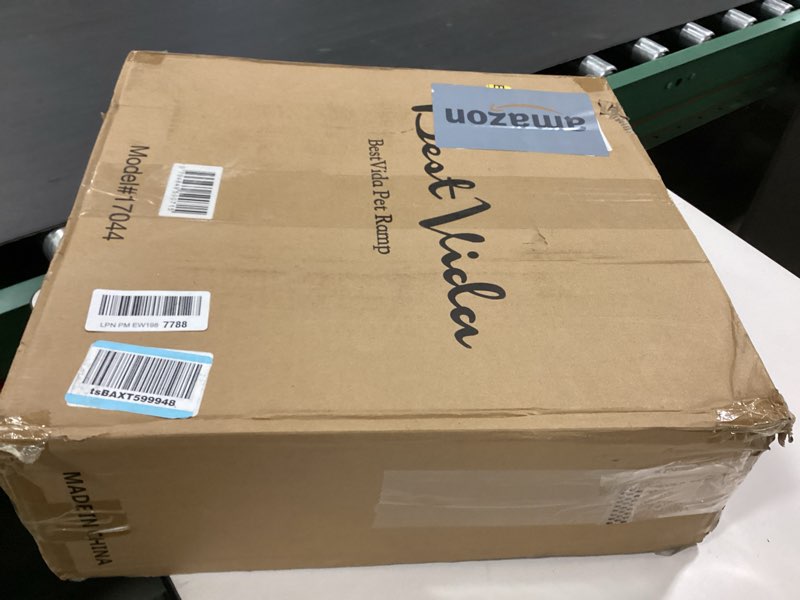 amazon
Best Vida
BestVida Pet Ramp
Model#17044
LPN PM EW198 7788
tsBAXT599948
MADE IN CHINA